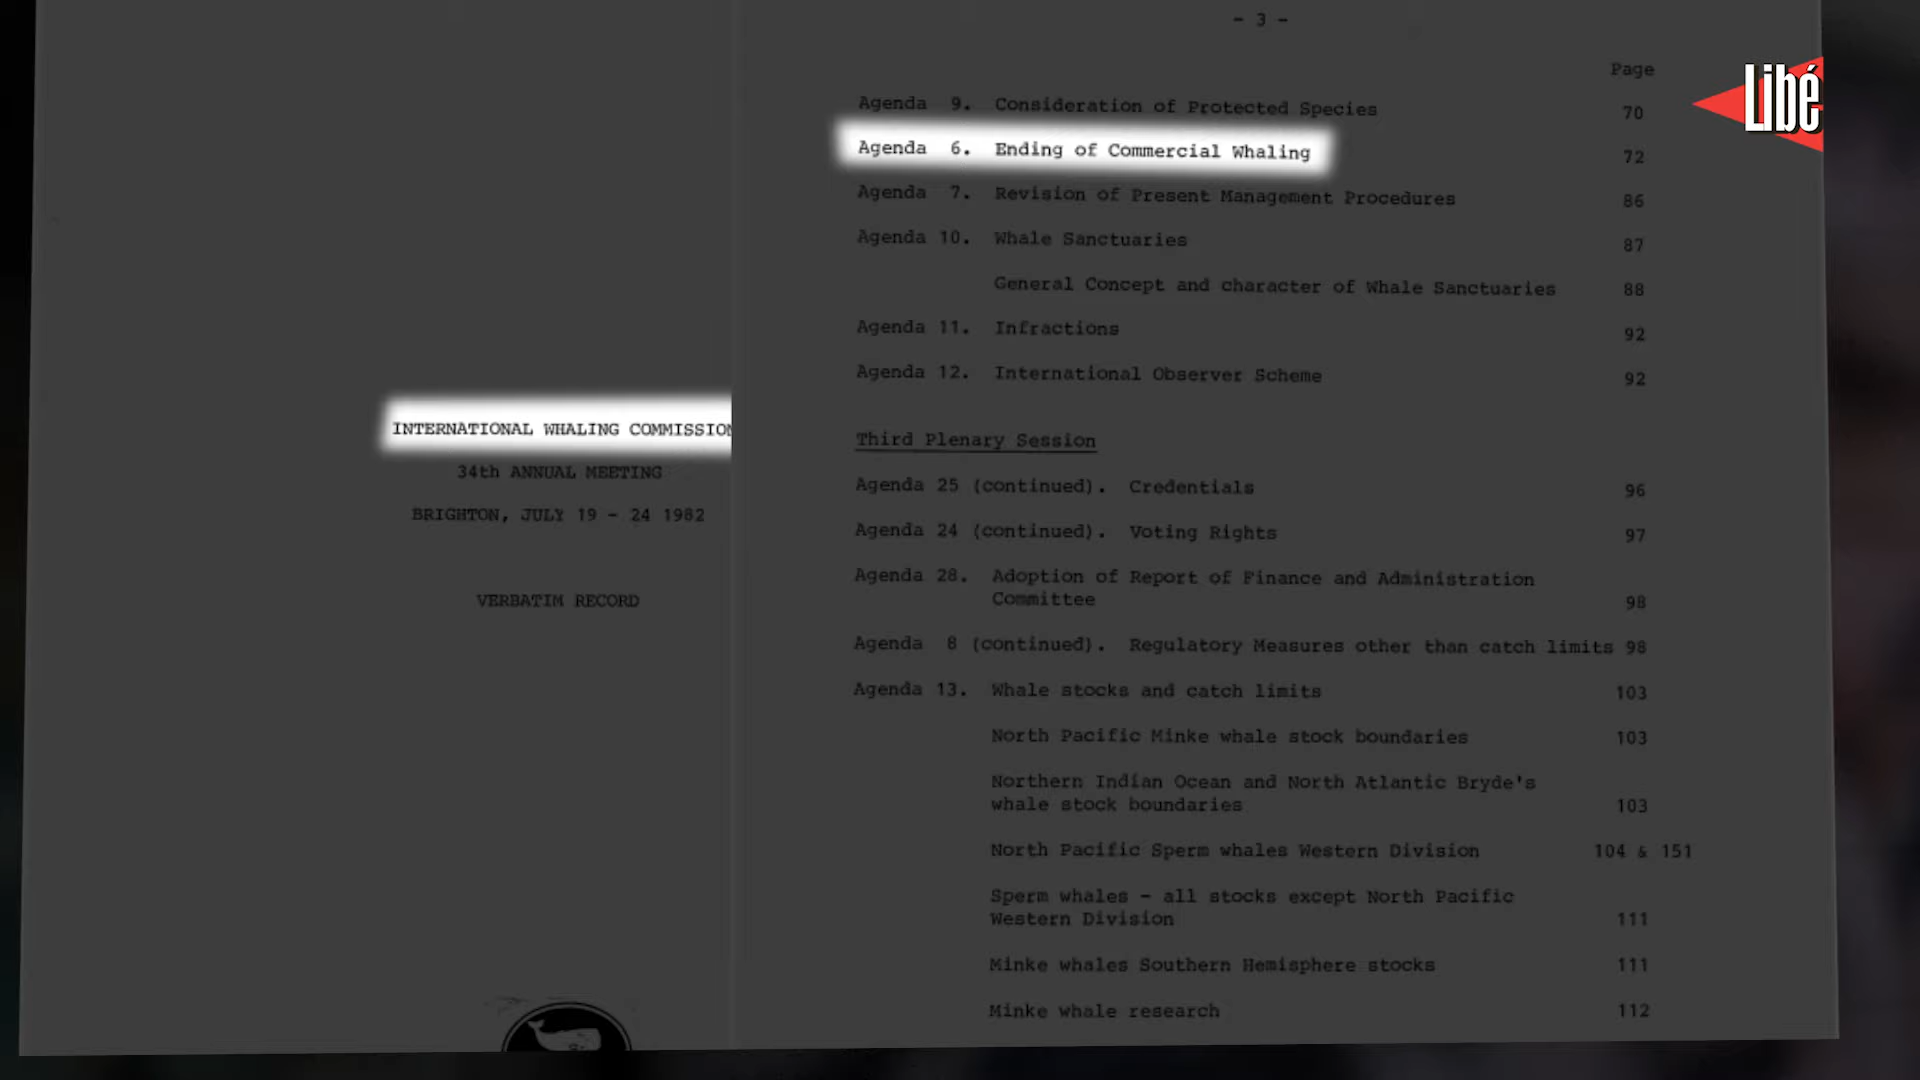 INTERNATIONAL WHALING COMMISSION
34th ANNUAL MEETING
BRIGHTON, JULY 19 - 24 1982
VERBATIM RECORD
- 3 -
Page
Agenda 9. Consideration of Protected Species 70
Agenda 6. Ending of Commercial Whaling 72
Agenda 7. Revision of Present Management Procedures 86
Agenda 10. Whale Sanctuaries 87
General Concept and character of Whale Sanctuaries 88
Agenda 11. Infractions 92
Agenda 12. International Observer Scheme 92
Third Plenary Session
Agenda 25 (continued). Credentials 96
Agenda 24 (continued). Voting Rights 97
Agenda 28. Adoption of Report of Finance and Administration
Committee 98
Agenda 8 (continued). Regulatory Measures other than catch limits 98
Agenda 13. Whale stocks and catch limits 103
North Pacific Minke whale stock boundaries 103
Northern Indian Ocean and North Atlantic Bryde's
whale stock boundaries 103
North Pacific Sperm whales Western Division 104 & 151
Sperm whales - all stocks except North Pacific
Western Division 111
Minke whales Southern Hemisphere stocks 111
Minke whale research 112
Libé